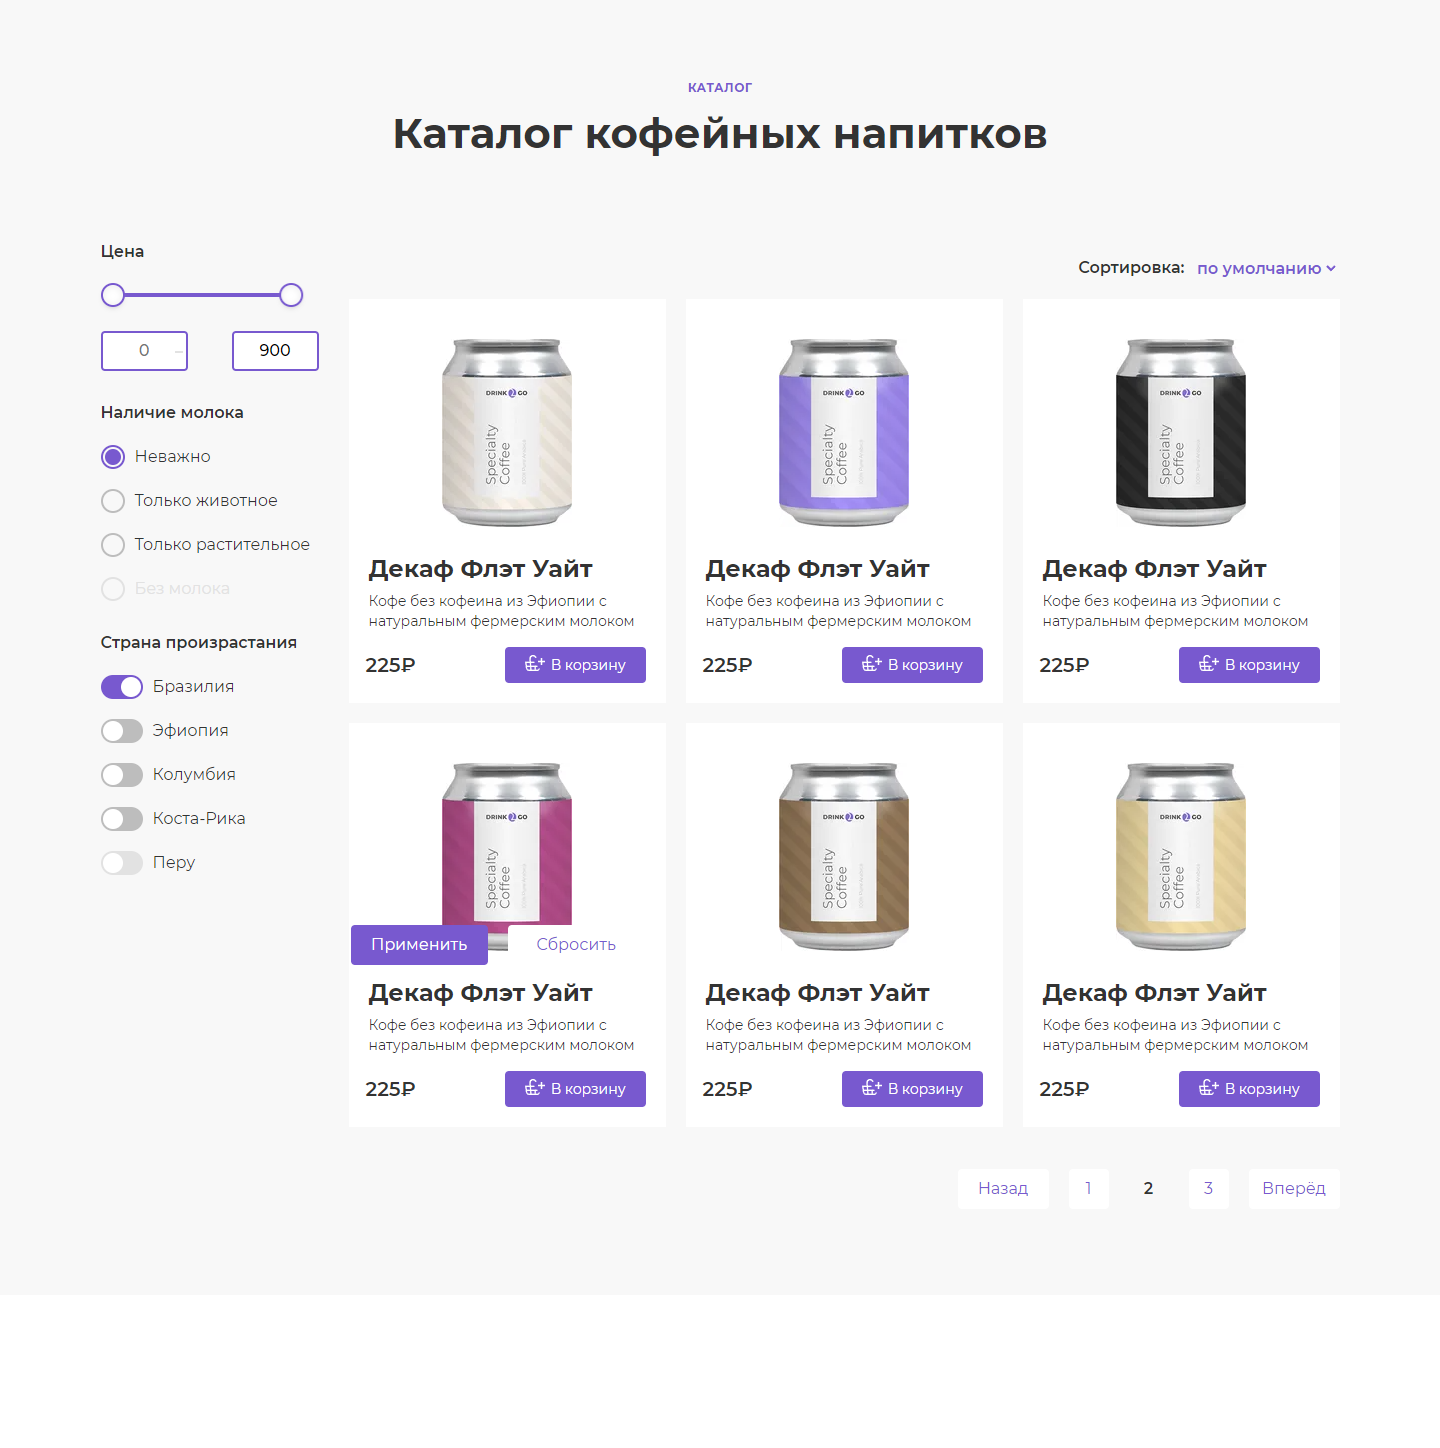 КАТАЛОГ
Каталог кофейных напитков
Цена
0 –
900
Наличие молока
Неважно
Только животное
Только растительное
Без молока
Страна произрастания
Бразилия
Эфиопия
Колумбия
Коста-Рика
Перу
Применить
Сбросить
Сортировка: по умолчанию
DRINK 2 GO
Specialty
Coffee
Декаф Флэт Уайт
Кофе без кофеина из Эфиопии с
натуральным фермерским молоком
225₽
В корзину
DRINK 2 GO
Specialty
Coffee
Декаф Флэт Уайт
Кофе без кофеина из Эфиопии с
натуральным фермерским молоком
225₽
В корзину
DRINK 2 GO
Specialty
Coffee
Декаф Флэт Уайт
Кофе без кофеина из Эфиопии с
натуральным фермерским молоком
225₽
В корзину
DRINK 2 GO
Specialty
Coffee
Декаф Флэт Уайт
Кофе без кофеина из Эфиопии с
натуральным фермерским молоком
225₽
В корзину
DRINK 2 GO
Specialty
Coffee
Декаф Флэт Уайт
Кофе без кофеина из Эфиопии с
натуральным фермерским молоком
225₽
В корзину
DRINK 2 GO
Specialty
Coffee
Декаф Флэт Уайт
Кофе без кофеина из Эфиопии с
натуральным фермерским молоком
225₽
В корзину
Назад 1 2 3 Вперёд